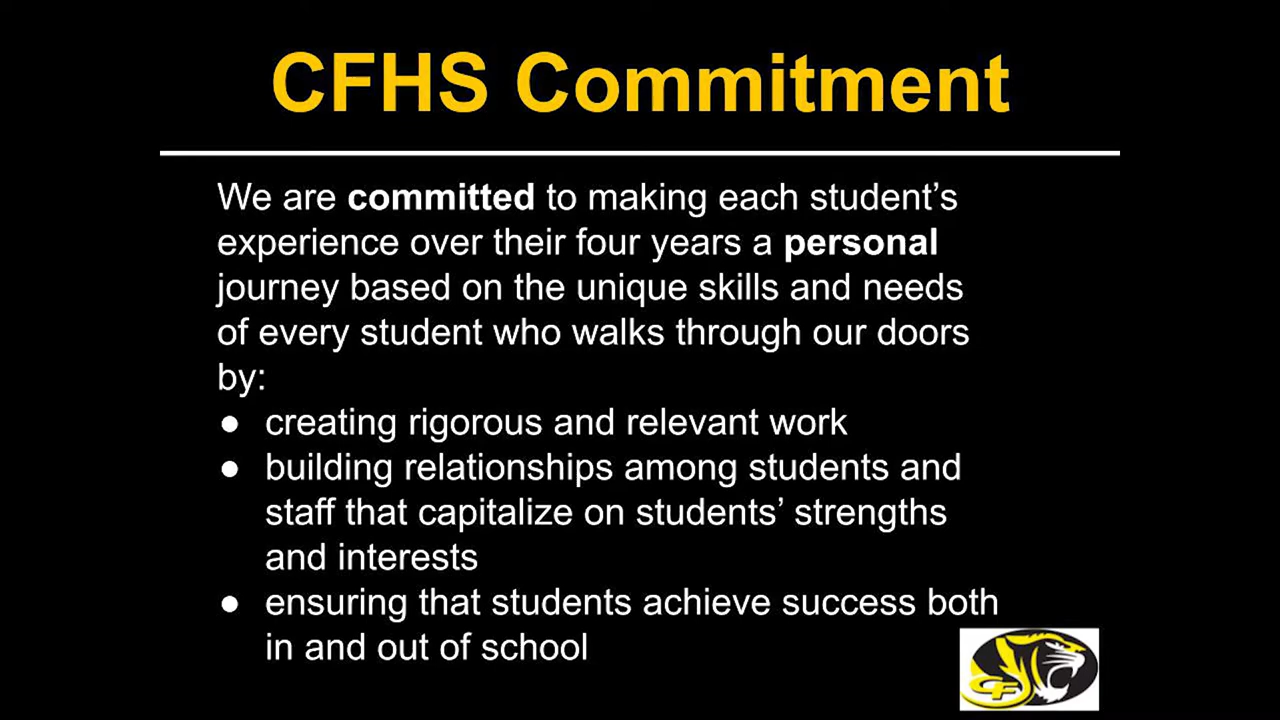 CFHS Commitment
We are committed to making each student’s
experience over their four years a personal
journey based on the unique skills and needs
of every student who walks through our doors
by:
● creating rigorous and relevant work
● building relationships among students and
staff that capitalize on students’ strengths
and interests
● ensuring that students achieve success both
in and out of school
CF